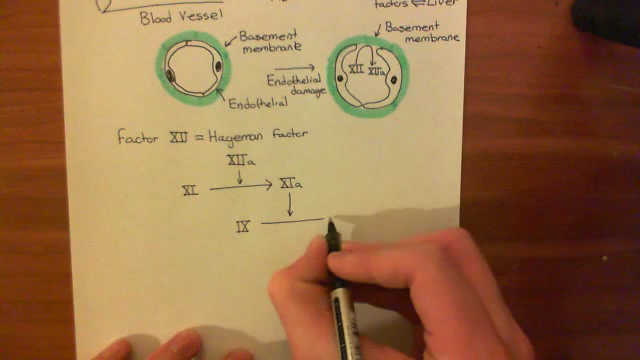 factors ⇐ Liver
Blood Vessel
Basement
membrane
Basement
membrane
XII XIIa
Endothelial
damage
Endothelial
Factor XII = Hageman Factor
XIIa
XI XIa
IX